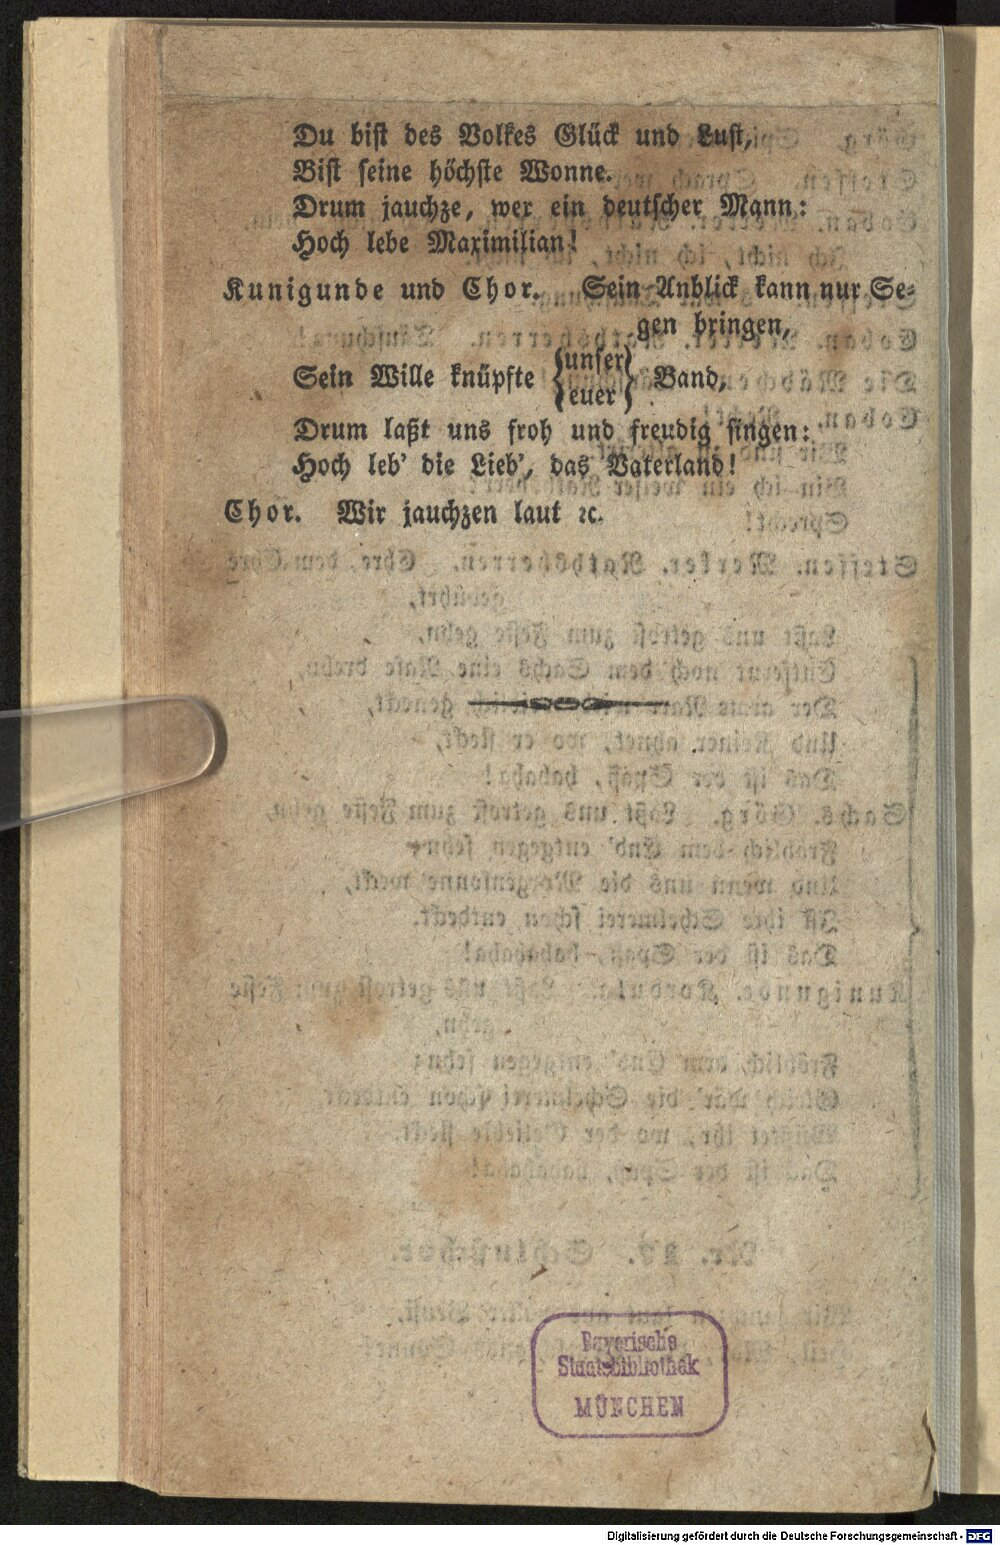 Du bist des Volkes Glück und Lust,
Bist seine höchste Wonne.
Drum jauchze, wer ein deutscher Mann:
Hoch lebe Maximilian!
Kunigunde und Chor. Sein Anblick kann nur Se-
gen bringen,
Sein Wille knüpfte {unser} {euer} Band,
Drum laßt uns froh und freudig singen:
Hoch leb' die Lieb', das Vaterland!
Chor. Wir jauchzen laut ꝛc.
Bayerische
Staatsbibliothek
MÜNCHEN
Digitalisierung gefördert durch die Deutsche Forschungsgemeinschaft - DFG